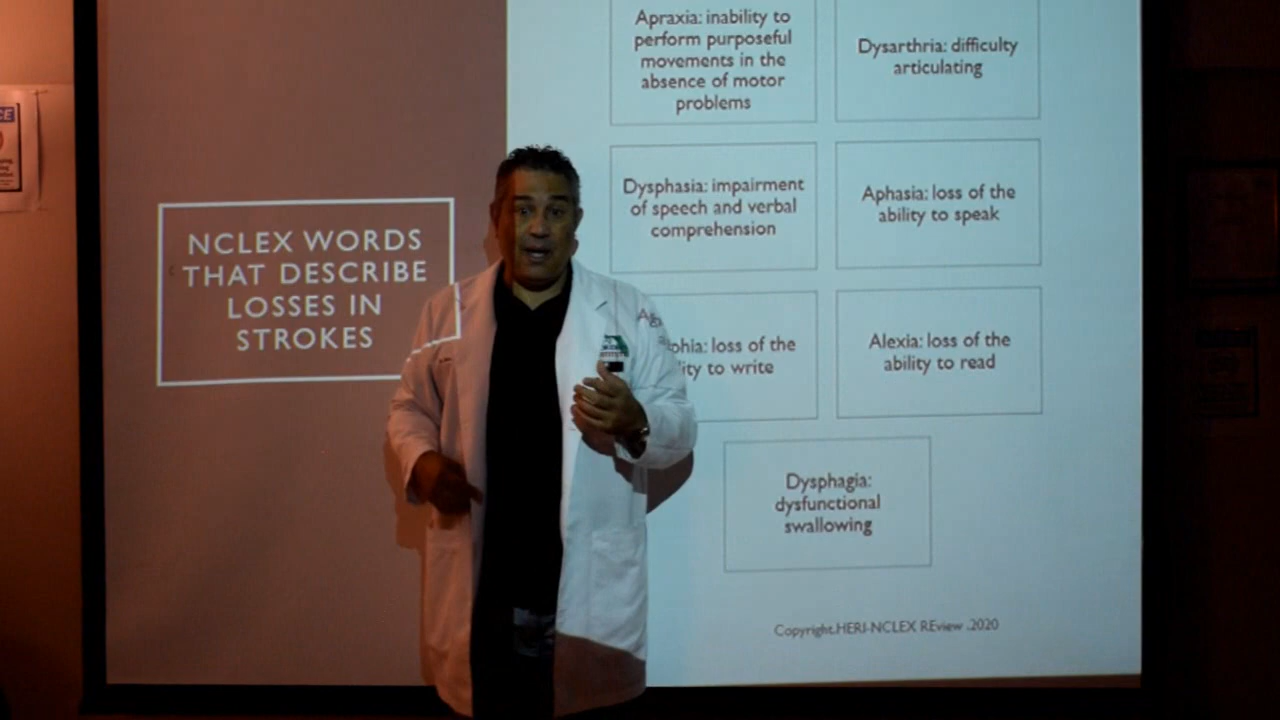 NCLEX WORDS
THAT DESCRIBE
LOSSES IN
STROKES
Apraxia: inability to
perform purposeful
movements in the
absence of motor
problems
Dysarthria: difficulty
articulating
Dysphasia: impairment
of speech and verbal
comprehension
Aphasia: loss of the
ability to speak
loss of the
to write
Alexia: loss of the
ability to read
Dysphagia:
dysfunctional
swallowing
Copyright.HERI-NCLEX REview .2020